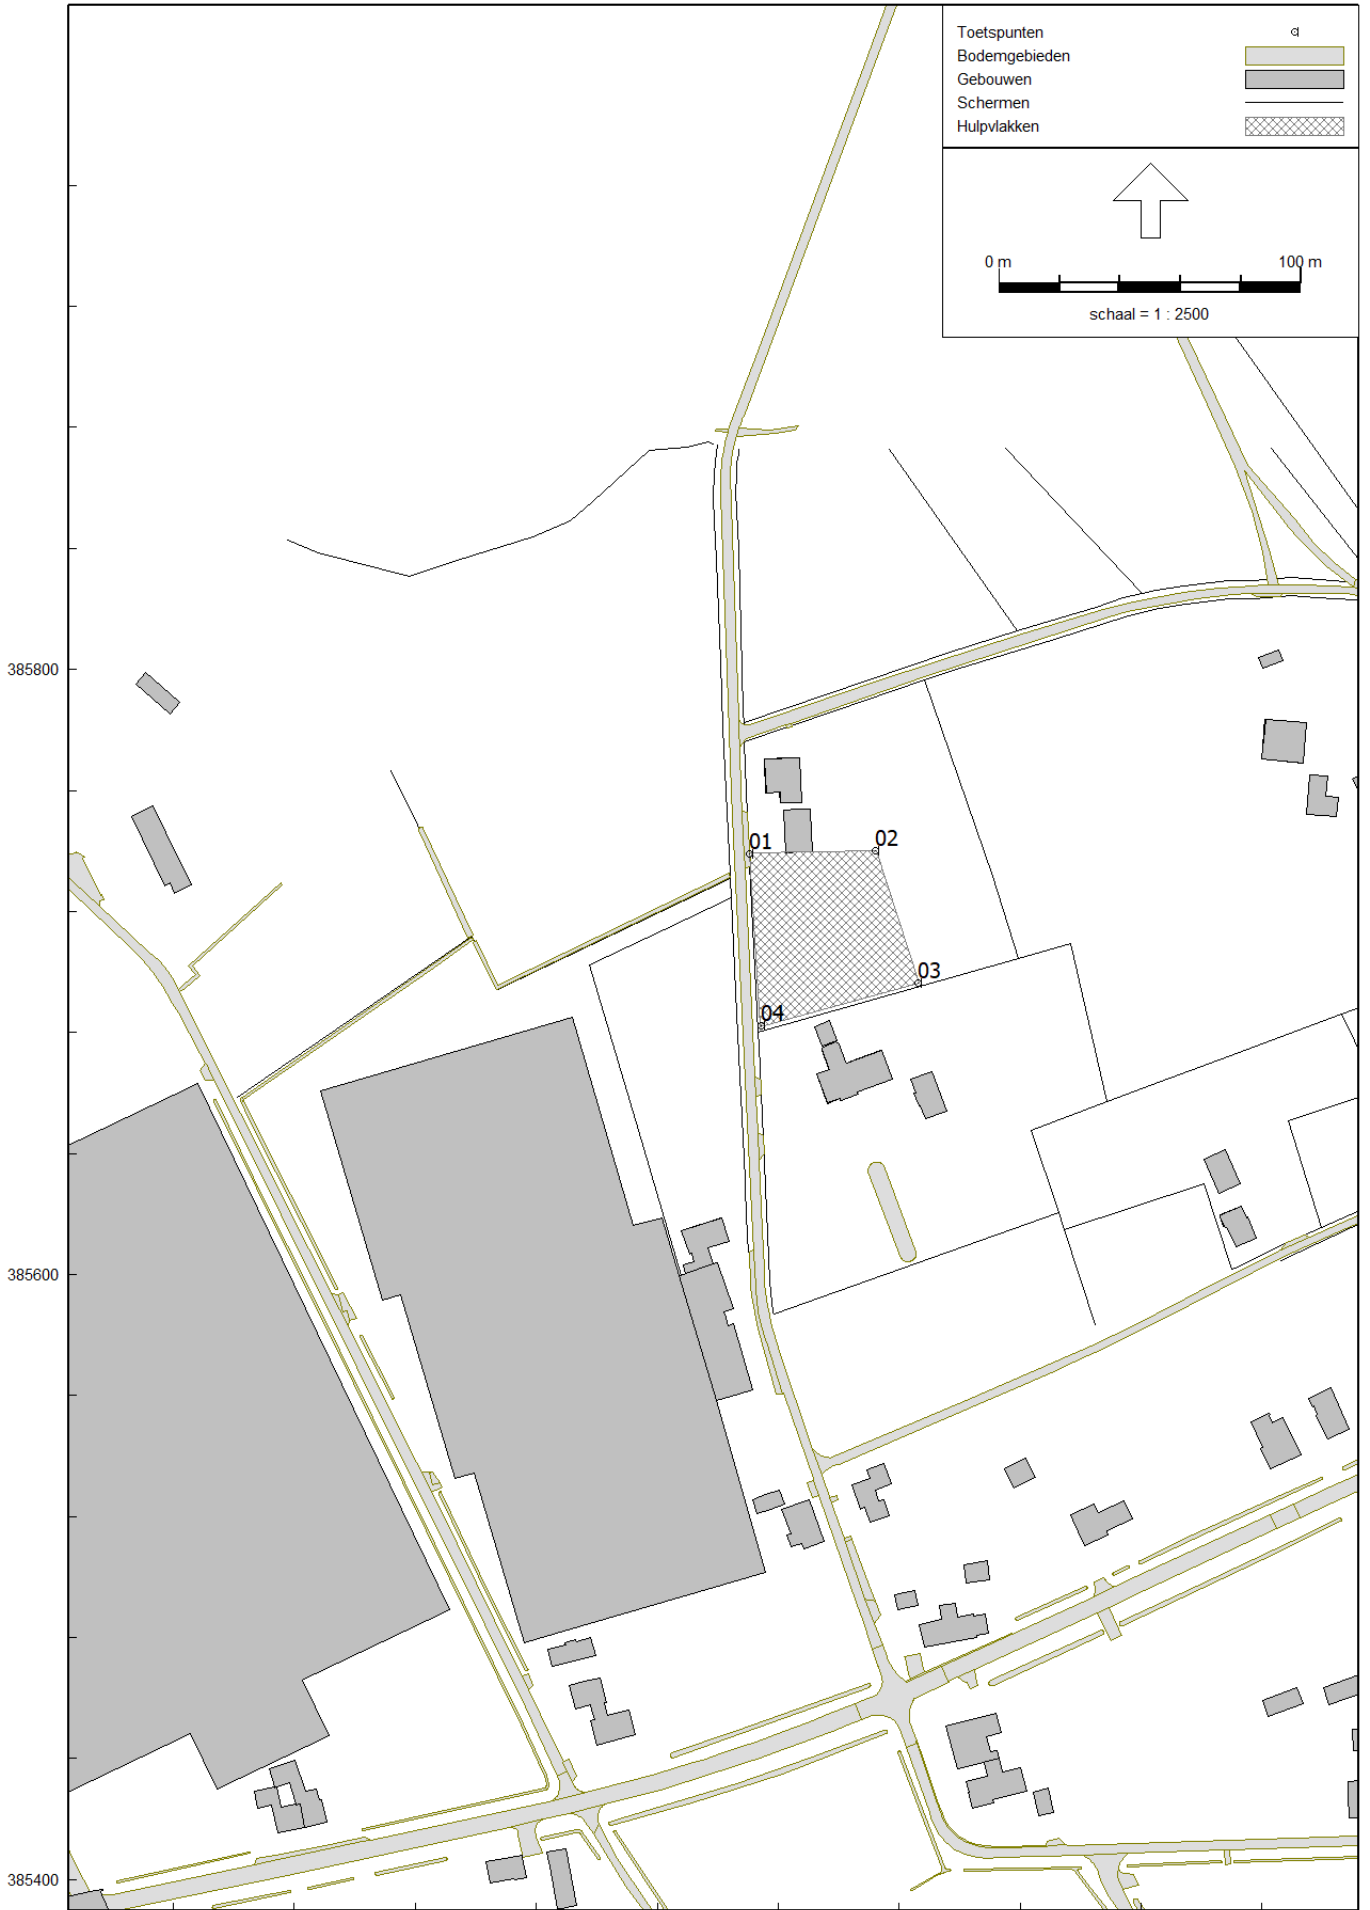 Toetspunten
Bodemgebieden
Gebouwen
Schermen
Hulpvlakken
0 m 100 m
schaal = 1 : 2500
385800
01
02
03
04
385600
385400